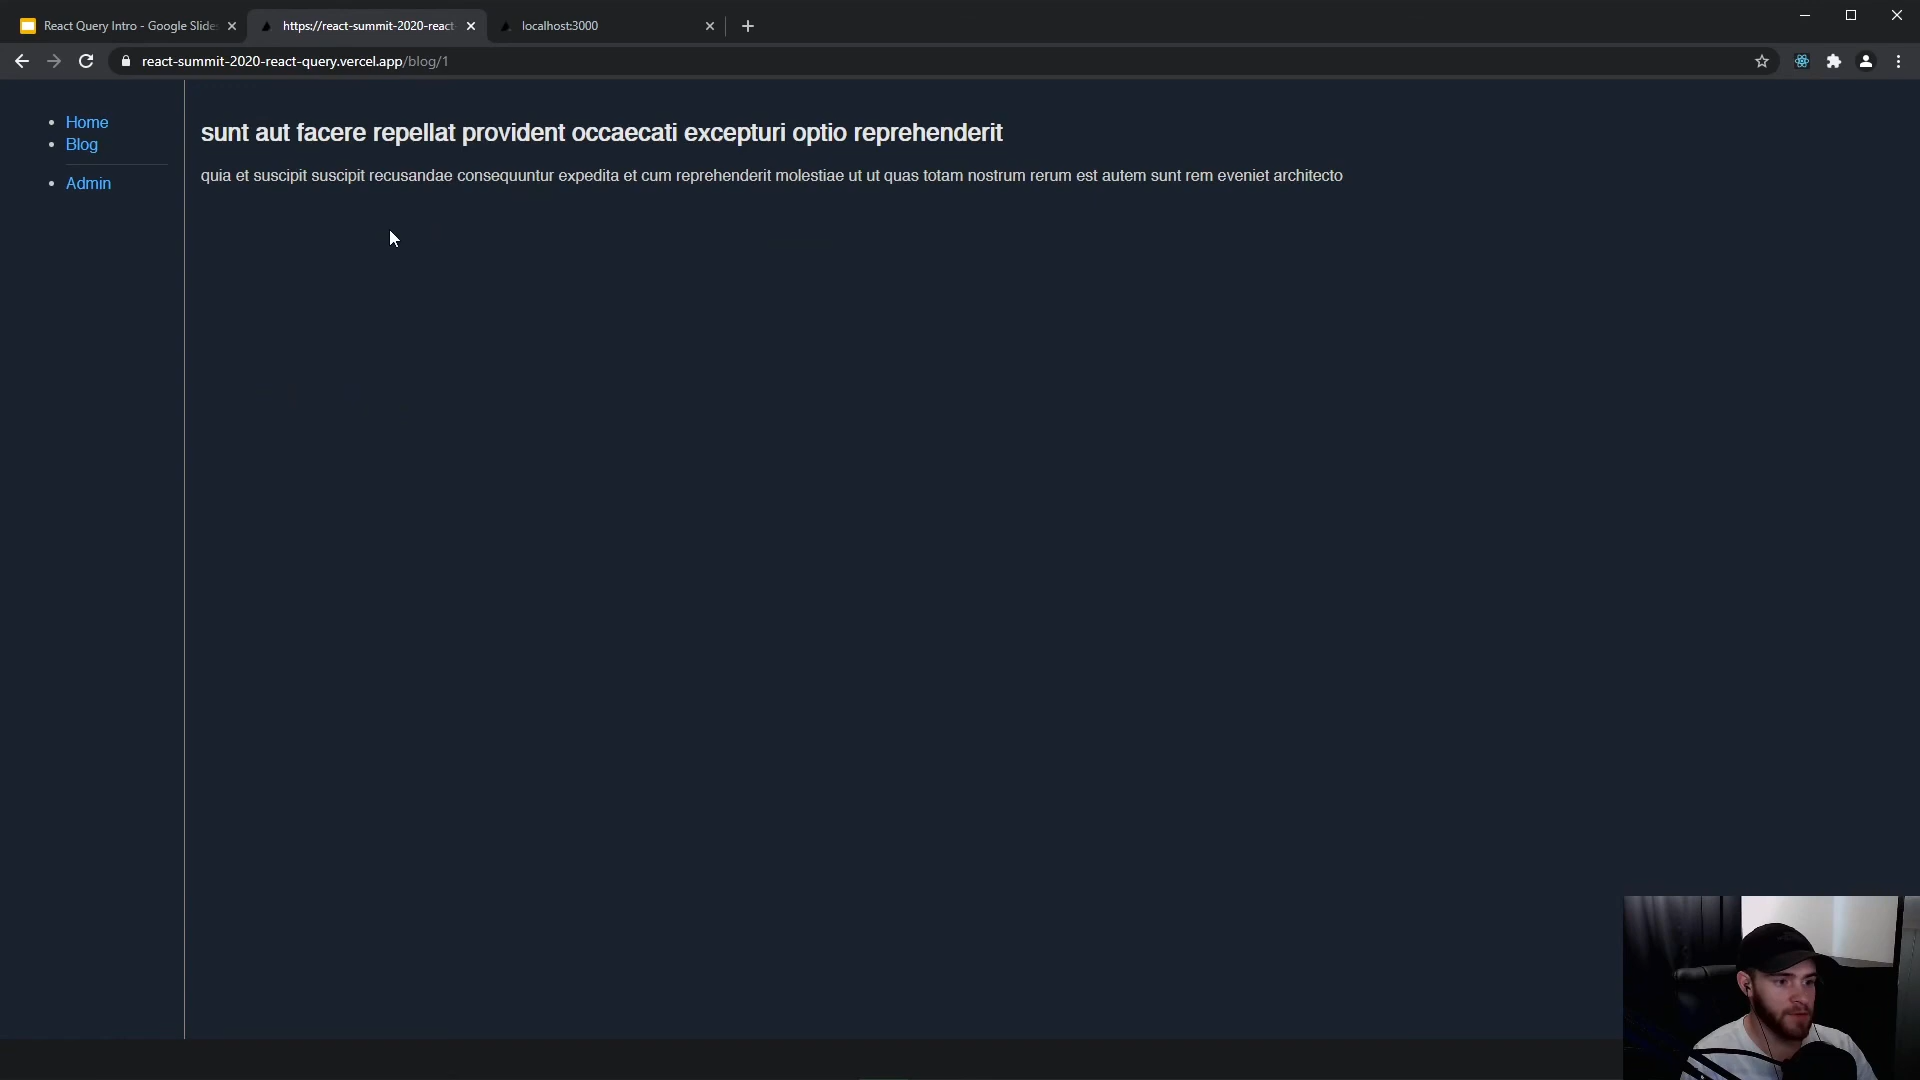 React Query Intro - Google Slides
https://react-summit-2020-react-
localhost:3000
react-summit-2020-react-query.vercel.app/blog/1
Home
Blog
Admin
sunt aut facere repellat provident occaecati excepturi optio reprehenderit
quia et suscipit suscipit recusandae consequuntur expedita et cum reprehenderit molestiae ut ut quas totam nostrum rerum est autem sunt rem eveniet architecto